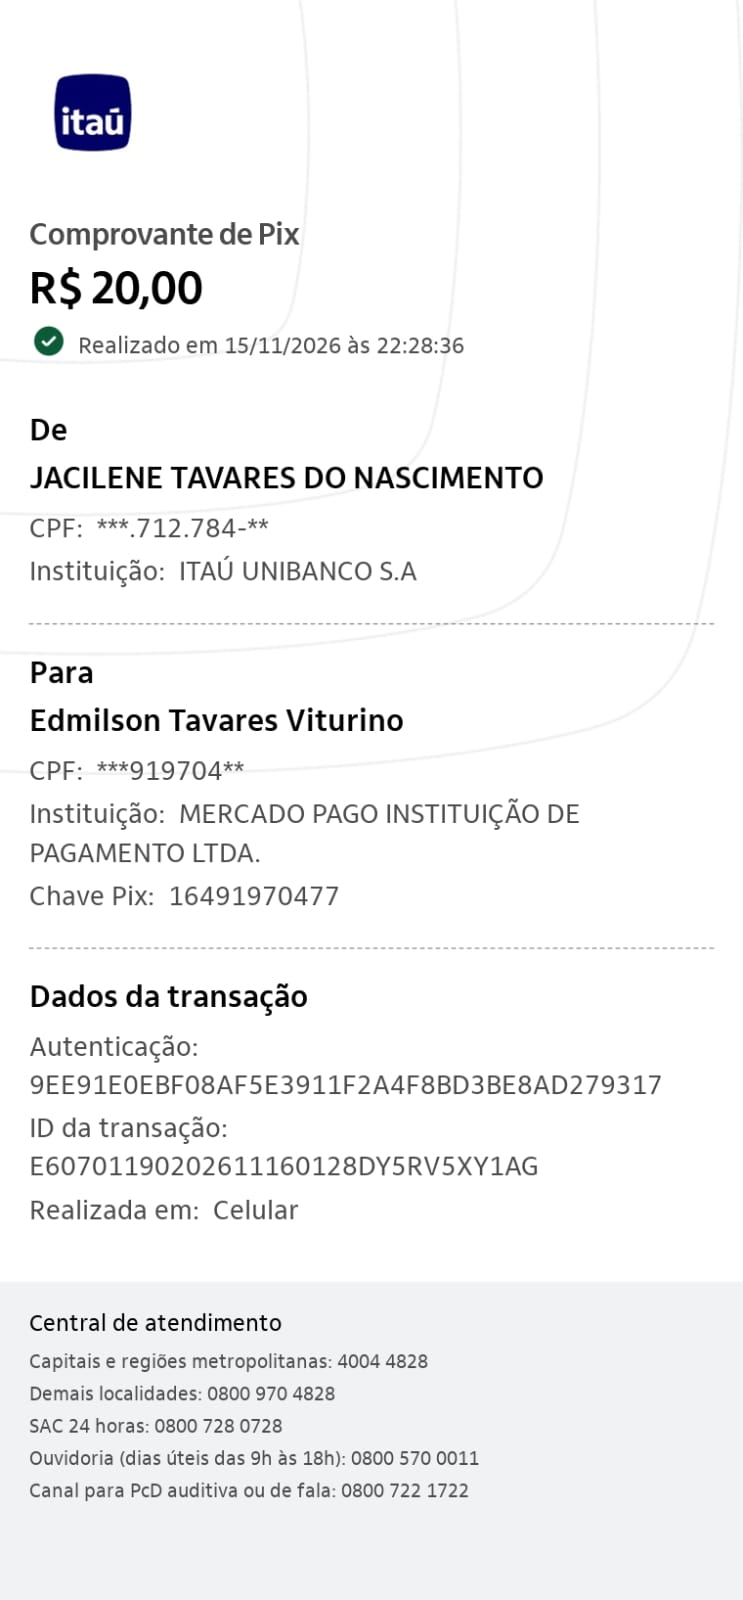 itaú
Comprovante de Pix
R$ 20,00
Realizado em 15/11/2026 às 22:28:36
De
JACILENE TAVARES DO NASCIMENTO
CPF: ***.712.784-**
Instituição: ITAÚ UNIBANCO S.A
Para
Edmilson Tavares Viturino
CPF: ***919704**
Instituição: MERCADO PAGO INSTITUIÇÃO DE
PAGAMENTO LTDA.
Chave Pix: 16491970477
Dados da transação
Autenticação:
9EE91E0EBF08AF5E3911F2A4F8BD3BE8AD279317
ID da transação:
E60701190202611160128DY5RV5XY1AG
Realizada em: Celular
Central de atendimento
Capitais e regiões metropolitanas: 4004 4828
Demais localidades: 0800 970 4828
SAC 24 horas: 0800 728 0728
Ouvidoria (dias úteis das 9h às 18h): 0800 570 0011
Canal para PcD auditiva ou de fala: 0800 722 1722